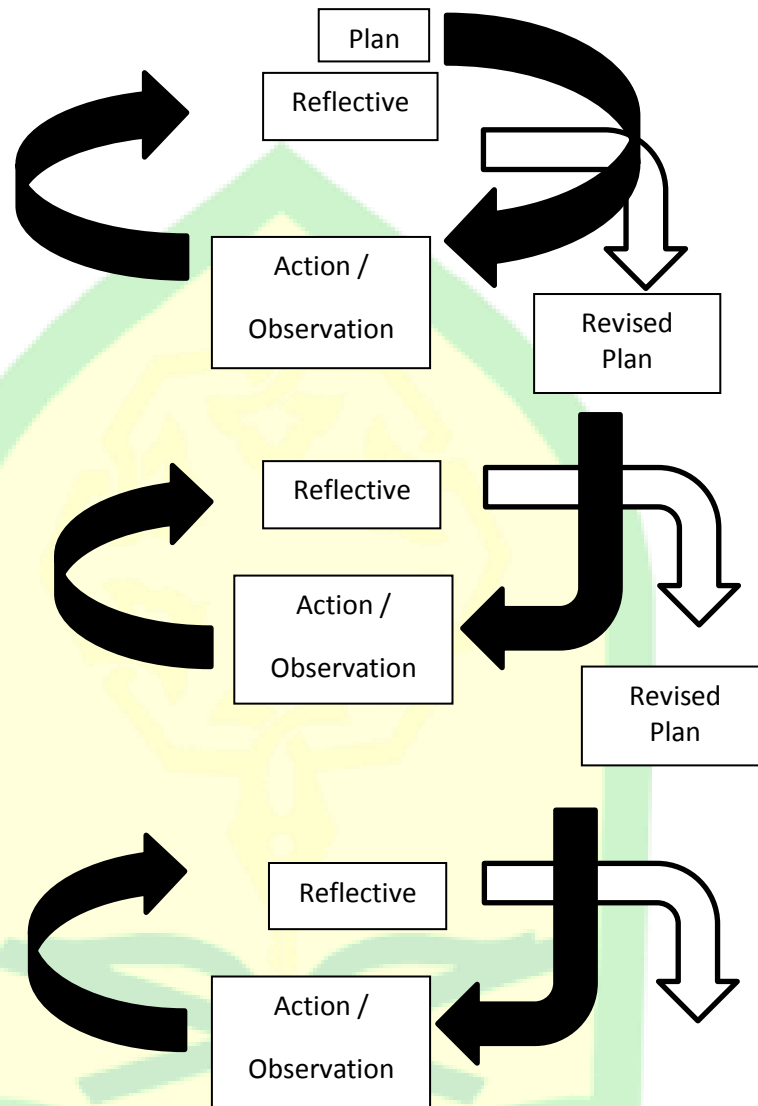 Plan
Reflective
Action /
Observation
Revised
Plan
Reflective
Action /
Observation
Revised
Plan
Reflective
Action /
Observation